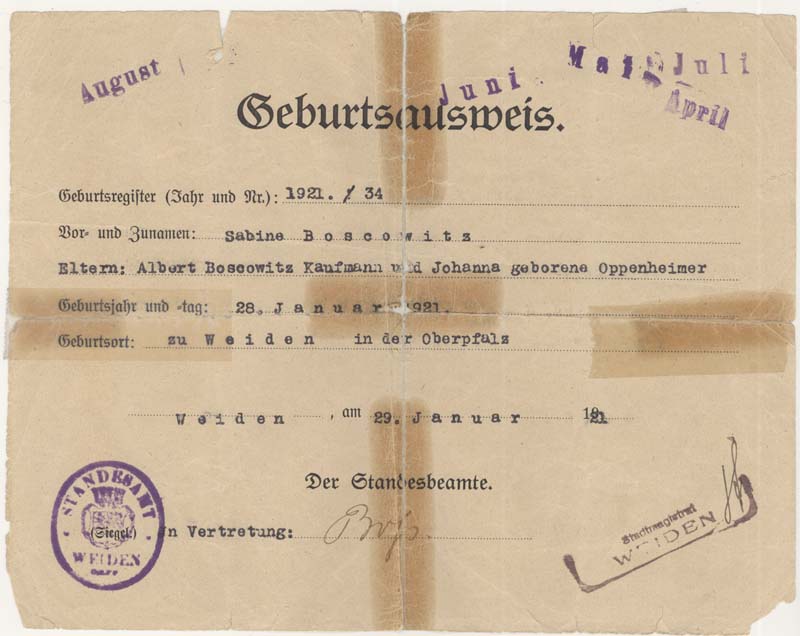 August
Juni
Mai
Juli
April
Geburtsausweis.
Geburtsregister (Jahr und Nr.): 1921. / 34
Vor- und Zunamen: Sabine Boscowitz
Eltern: Albert Boscowitz Kaufmann und Johanna geborene Oppenheimer
Geburtsjahr und -tag: 28. Januar 1921.
Geburtsort: zu Weiden in der Oberpfalz
Weiden, am 29. Januar 1921
Der Standesbeamte.
STANDESAMT
(Siegel) In Vertretung:
WEIDEN
Stadtmagistrat
WEIDEN